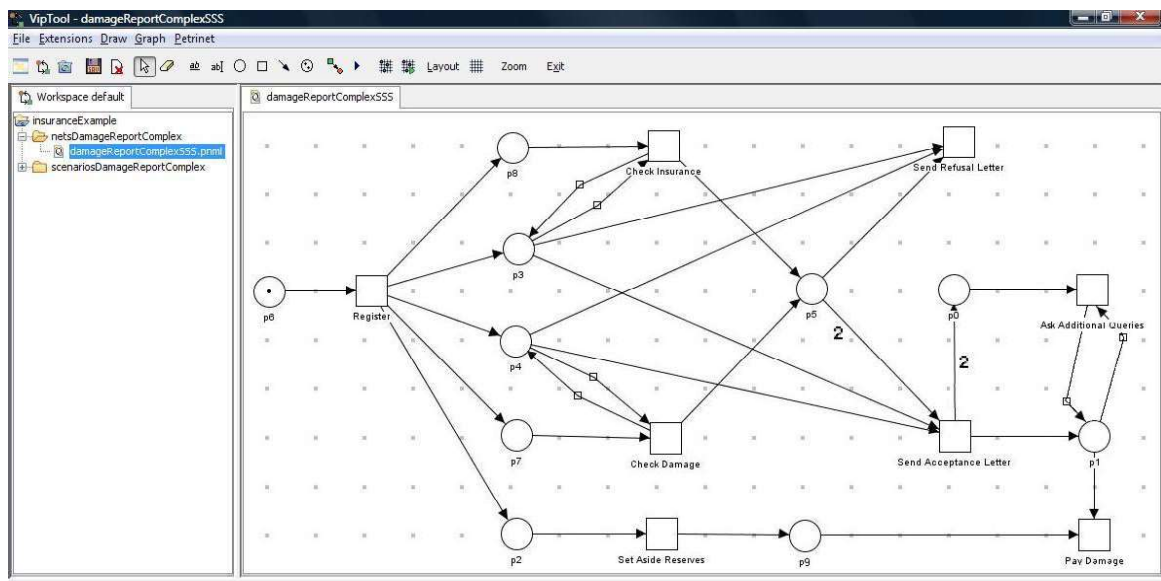 VipTool - damageReportComplexSSS
File Extensions Draw Graph Petrinet
ab ab[ Layout Zoom Exit
Workspace default
damageReportComplexSSS
insuranceExample
netsDamageReportComplex
damageReportComplexSSS.pnml
scenariosDamageReportComplex
p8
Check Insurance
Send Refusal Letter
p3
p6
Register
p5
p0
Ask Additional Queries
2
p4
2
p7
Check Damage
Send Acceptance Letter
p1
p2
Set Aside Reserves
p9
Pay Damage